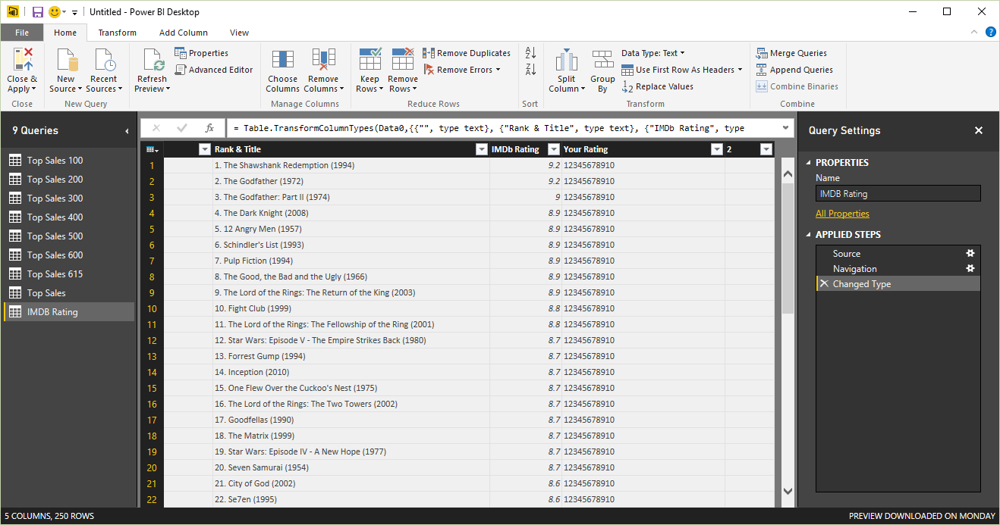 Untitled - Power BI Desktop
File Home Transform Add Column View
Close & Apply
Close
New Source
Recent Sources
New Query
Refresh Preview
Properties
Advanced Editor
Choose Columns
Remove Columns
Manage Columns
Keep Rows
Remove Rows
Remove Duplicates
Remove Errors
Reduce Rows
Sort
Split Column
Group By
Data Type: Text
Use First Row As Headers
Replace Values
Transform
Merge Queries
Append Queries
Combine Binaries
Combine
9 Queries
Top Sales 100
Top Sales 200
Top Sales 300
Top Sales 400
Top Sales 500
Top Sales 600
Top Sales 615
Top Sales
IMDB Rating
fx = Table.TransformColumnTypes(Data0,{{"", type text}, {"Rank & Title", type text}, {"IMDb Rating", type
Rank & Title IMDb Rating Your Rating 2
1 1. The Shawshank Redemption (1994) 9.2 12345678910
2 2. The Godfather (1972) 9.2 12345678910
3 3. The Godfather: Part II (1974) 9 12345678910
4 4. The Dark Knight (2008) 8.9 12345678910
5 5. 12 Angry Men (1957) 8.9 12345678910
6 6. Schindler's List (1993) 8.9 12345678910
7 7. Pulp Fiction (1994) 8.9 12345678910
8 8. The Good, the Bad and the Ugly (1966) 8.9 12345678910
9 9. The Lord of the Rings: The Return of the King (2003) 8.9 12345678910
10 10. Fight Club (1999) 8.8 12345678910
11 11. The Lord of the Rings: The Fellowship of the Ring (2001) 8.8 12345678910
12 12. Star Wars: Episode V - The Empire Strikes Back (1980) 8.7 12345678910
13 13. Forrest Gump (1994) 8.7 12345678910
14 14. Inception (2010) 8.7 12345678910
15 15. One Flew Over the Cuckoo's Nest (1975) 8.7 12345678910
16 16. The Lord of the Rings: The Two Towers (2002) 8.7 12345678910
17 17. Goodfellas (1990) 8.7 12345678910
18 18. The Matrix (1999) 8.7 12345678910
19 19. Star Wars: Episode IV - A New Hope (1977) 8.7 12345678910
20 20. Seven Samurai (1954) 8.7 12345678910
21 21. City of God (2002) 8.6 12345678910
22 22. Se7en (1995) 8.6 12345678910
Query Settings
PROPERTIES
Name
IMDB Rating
All Properties
APPLIED STEPS
Source
Navigation
Changed Type
5 COLUMNS, 250 ROWS
PREVIEW DOWNLOADED ON MONDAY